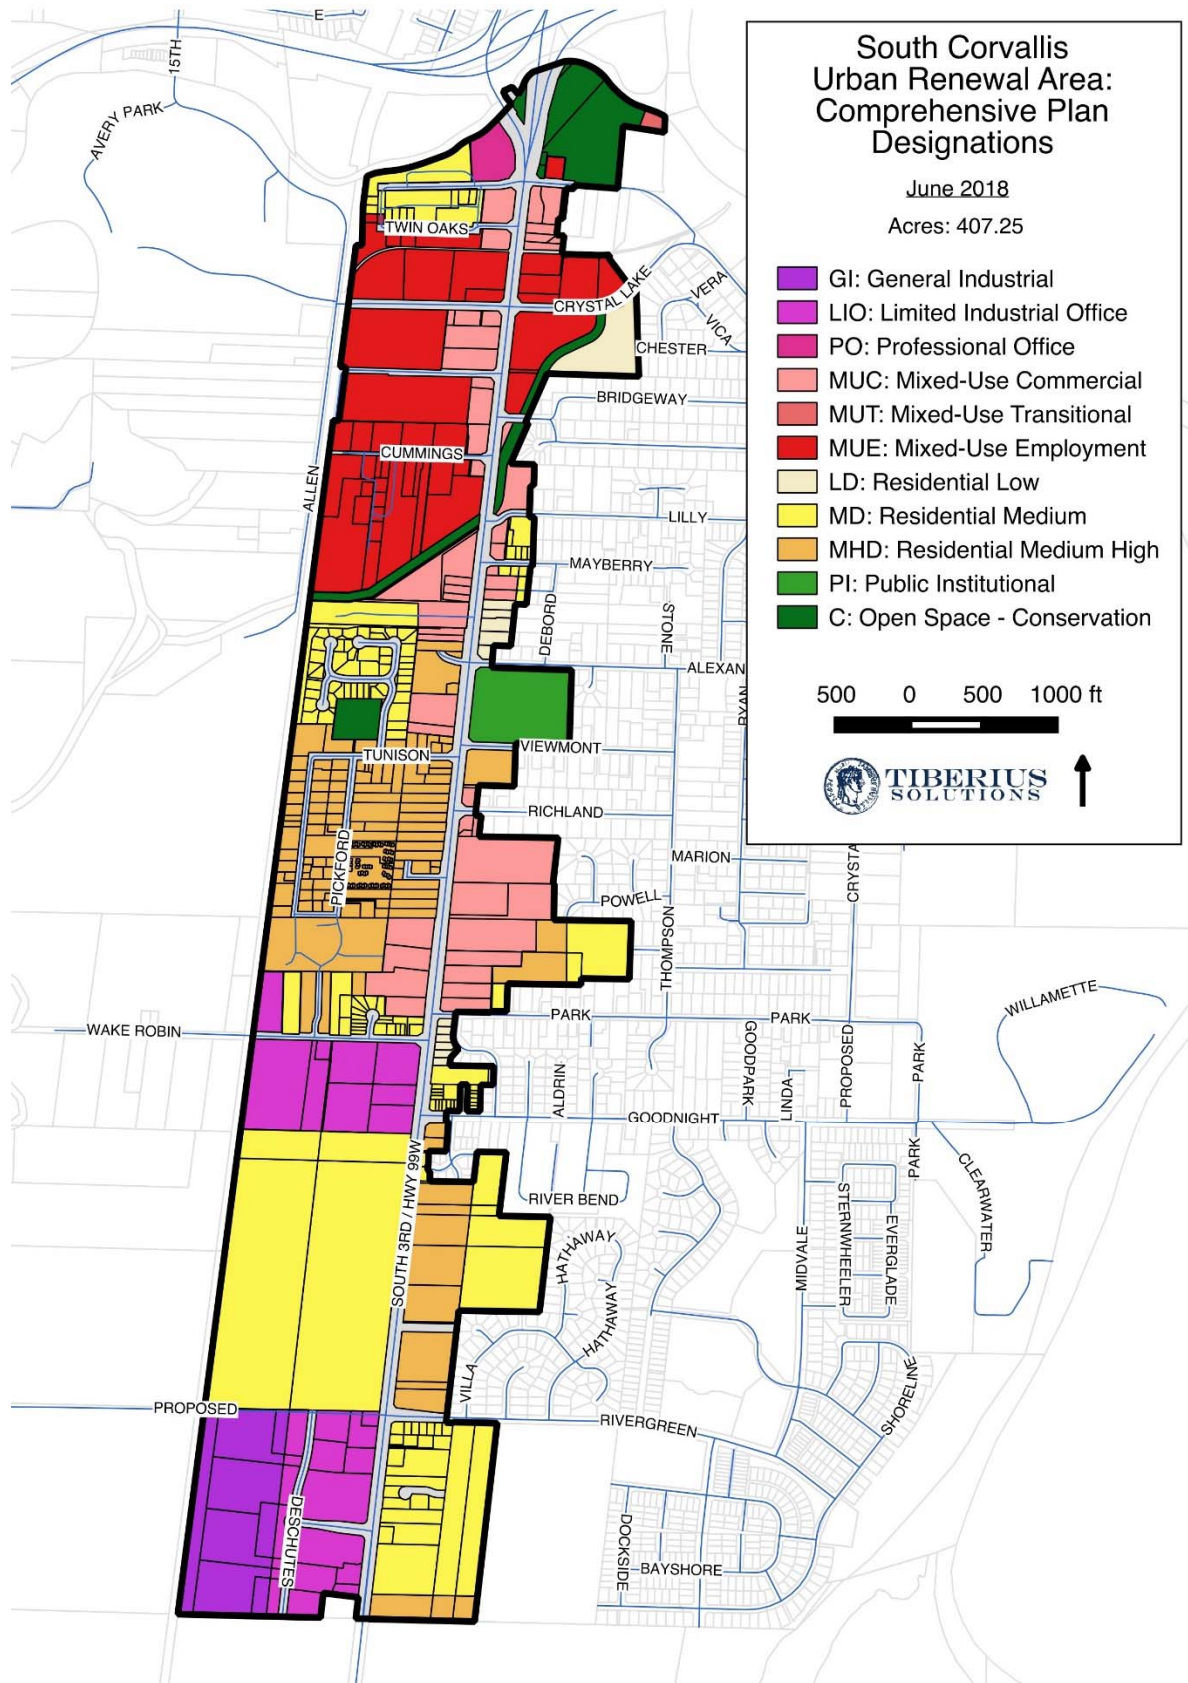 South Corvallis
Urban Renewal Area:
Comprehensive Plan
Designations
June 2018
Acres: 407.25
GI: General Industrial
LIO: Limited Industrial Office
PO: Professional Office
MUC: Mixed-Use Commercial
MUT: Mixed-Use Transitional
MUE: Mixed-Use Employment
LD: Residential Low
MD: Residential Medium
MHD: Residential Medium High
PI: Public Institutional
C: Open Space - Conservation
500 0 500 1000 ft
TIBERIUS
SOLUTIONS
E
15TH
AVERY PARK
TWIN OAKS
CRYSTAL LAKE
VERA
VICA
CHESTER
BRIDGEWAY
CUMMINGS
ALLEN
LILLY
MAYBERRY
DEBORD
STONE
ALEXAN
RYAN
VIEWMONT
TUNISON
RICHLAND
PICKFORD
MARION
CRYSTA
POWELL
THOMPSON
WILLAMETTE
WAKE ROBIN
PARK
PARK
GOODPARK
LINDA
PROPOSED
PARK
ALDRIN
GOODNIGHT
PARK
CLEARWATER
SOUTH 3RD / HWY 99W
RIVER BEND
STERNWHEELER
EVERGLADE
MIDVALE
HATHAWAY
HATHAWAY
VILLA
SHORELINE
PROPOSED
RIVERGREEN
DESCHUTES
DOCKSIDE
BAYSHORE